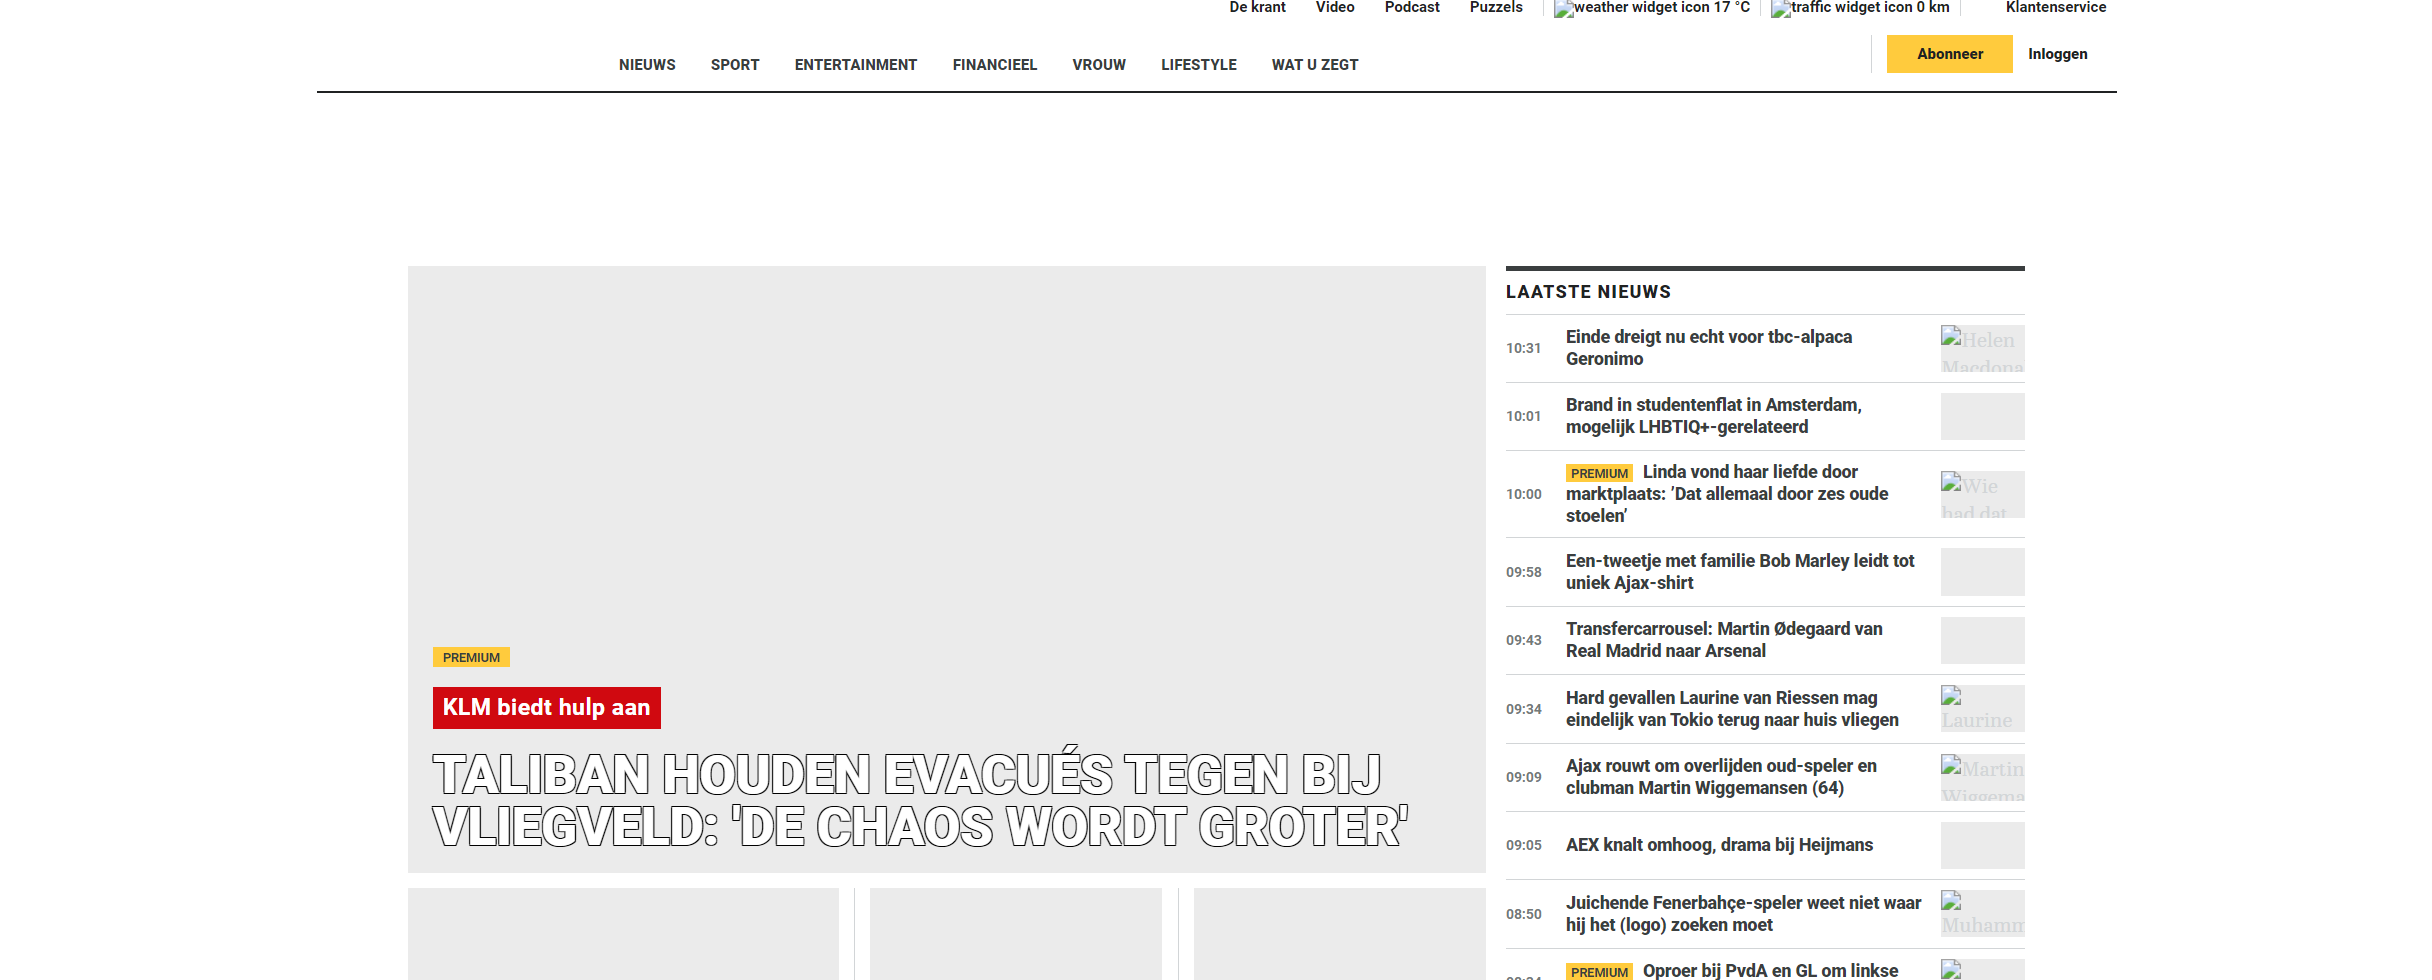 De krant Video Podcast Puzzels weather widget icon 17 °C traffic widget icon 0 km Klantenservice
NIEUWS SPORT ENTERTAINMENT FINANCIEEL VROUW LIFESTYLE WAT U ZEGT Abonneer Inloggen
PREMIUM
KLM biedt hulp aan
TALIBAN HOUDEN EVACUÉS TEGEN BIJ
VLIEGVELD: 'DE CHAOS WORDT GROTER'
LAATSTE NIEUWS
10:31 Einde dreigt nu echt voor tbc-alpaca
Geronimo
Helen
Macdona
10:01 Brand in studentenflat in Amsterdam,
mogelijk LHBTIQ+-gerelateerd
10:00 PREMIUM Linda vond haar liefde door
marktplaats: ’Dat allemaal door zes oude
stoelen’
Wie
had dat
09:58 Een-tweetje met familie Bob Marley leidt tot
uniek Ajax-shirt
09:43 Transfercarrousel: Martin Ødegaard van
Real Madrid naar Arsenal
09:34 Hard gevallen Laurine van Riessen mag
eindelijk van Tokio terug naar huis vliegen
Laurine
09:09 Ajax rouwt om overlijden oud-speler en
clubman Martin Wiggemansen (64)
Martin
Wiggema
09:05 AEX knalt omhoog, drama bij Heijmans
08:50 Juichende Fenerbahçe-speler weet niet waar
hij het (logo) zoeken moet
Muhamm
PREMIUM Oproer bij PvdA en GL om linkse